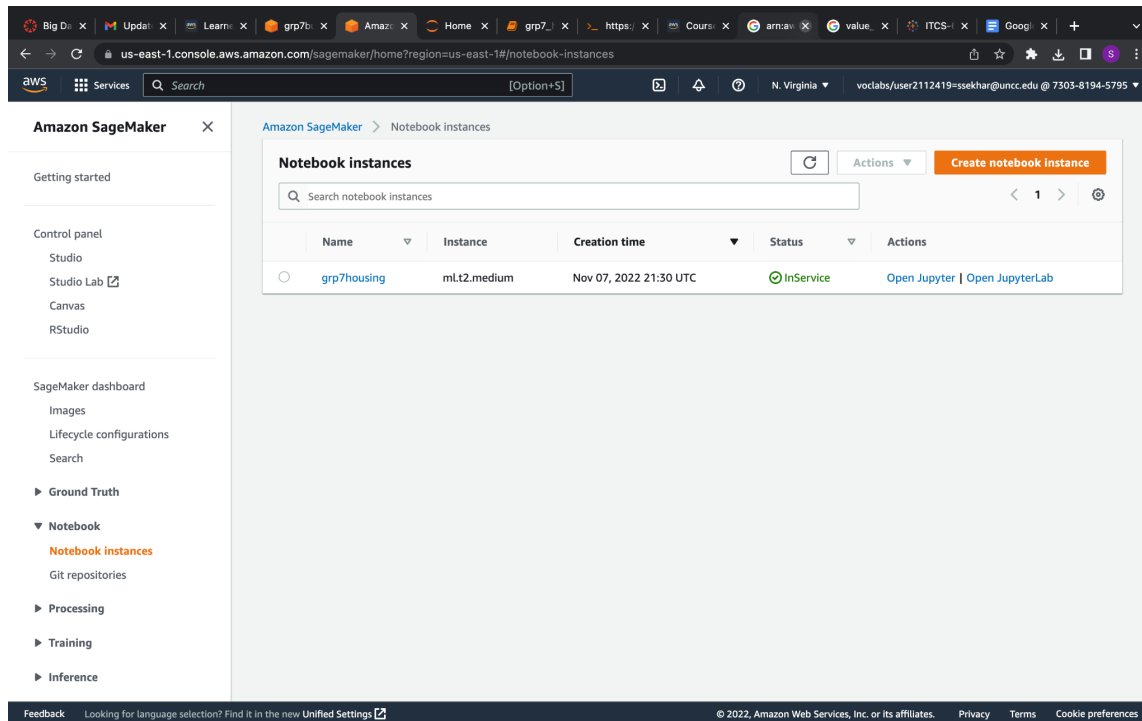 Big Da
Updat
Learne
grp7bu
Amazo
Home
grp7_
https:/
Course
arn:aw
value_
ITCS-
Googl
us-east-1.console.aws.amazon.com/sagemaker/home?region=us-east-1#/notebook-instances
S
aws
Services
Search
[Option+S]
N. Virginia
voclabs/user2112419=ssekhar@uncc.edu @ 7303-8194-5795
Amazon SageMaker
Getting started
Control panel
Studio
Studio Lab
Canvas
RStudio
SageMaker dashboard
Images
Lifecycle configurations
Search
Ground Truth
Notebook
Notebook instances
Git repositories
Processing
Training
Inference
Amazon SageMaker > Notebook instances
Notebook instances
Actions
Create notebook instance
Search notebook instances
< 1 >
Name Instance Creation time Status Actions
grp7housing ml.t2.medium Nov 07, 2022 21:30 UTC InService Open Jupyter | Open JupyterLab
Feedback Looking for language selection? Find it in the new Unified Settings © 2022, Amazon Web Services, Inc. or its affiliates. Privacy Terms Cookie preferences